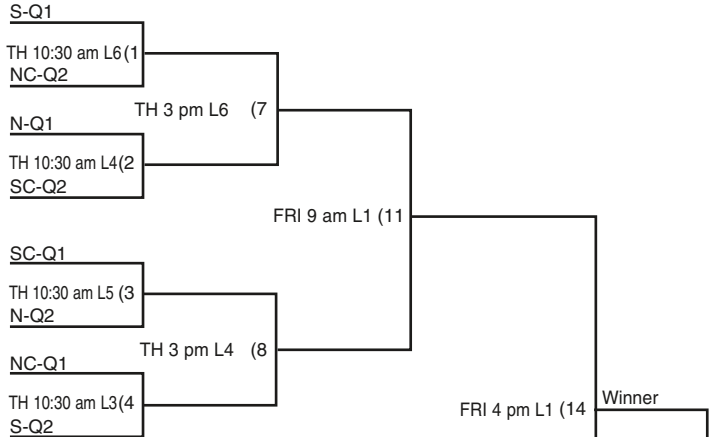 S-Q1
TH 10:30 am L6 (1
NC-Q2
TH 3 pm L6 (7
N-Q1
TH 10:30 am L4 (2
SC-Q2
FRI 9 am L1 (11
SC-Q1
TH 10:30 am L5 (3
N-Q2
TH 3 pm L4 (8
NC-Q1
TH 10:30 am L3 (4
S-Q2
FRI 4 pm L1 (14
Winner